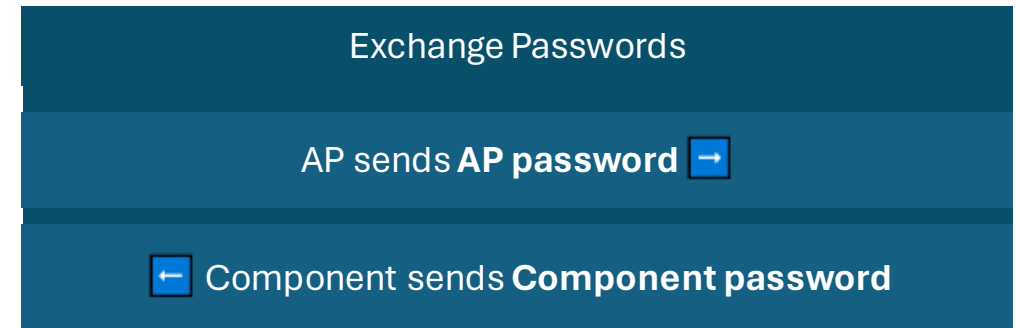 Exchange Passwords
AP sends AP password →
← Component sends Component password